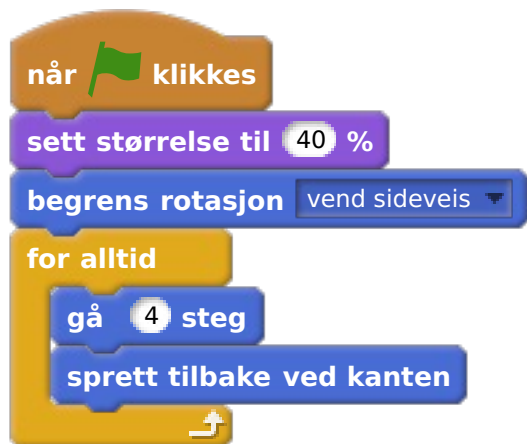 når klikkes
sett størrelse til 40 %
begrens rotasjon vend sideveis
for alltid
gå 4 steg
sprett tilbake ved kanten